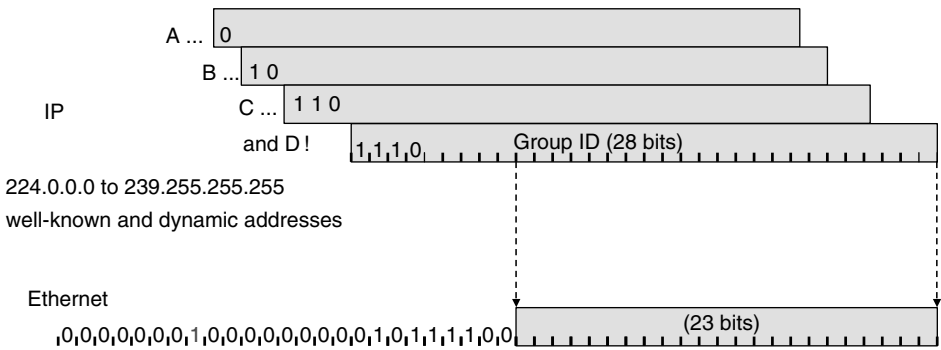 A ... 0
B ... 1 0
IP
C ... 1 1 0
and D! 1 1 1 0 Group ID (28 bits)
224.0.0.0 to 239.255.255.255
well-known and dynamic addresses
Ethernet
0 0 0 0 0 0 0 1 0 0 0 0 0 0 0 0 0 1 0 1 1 1 1 0 0 (23 bits)